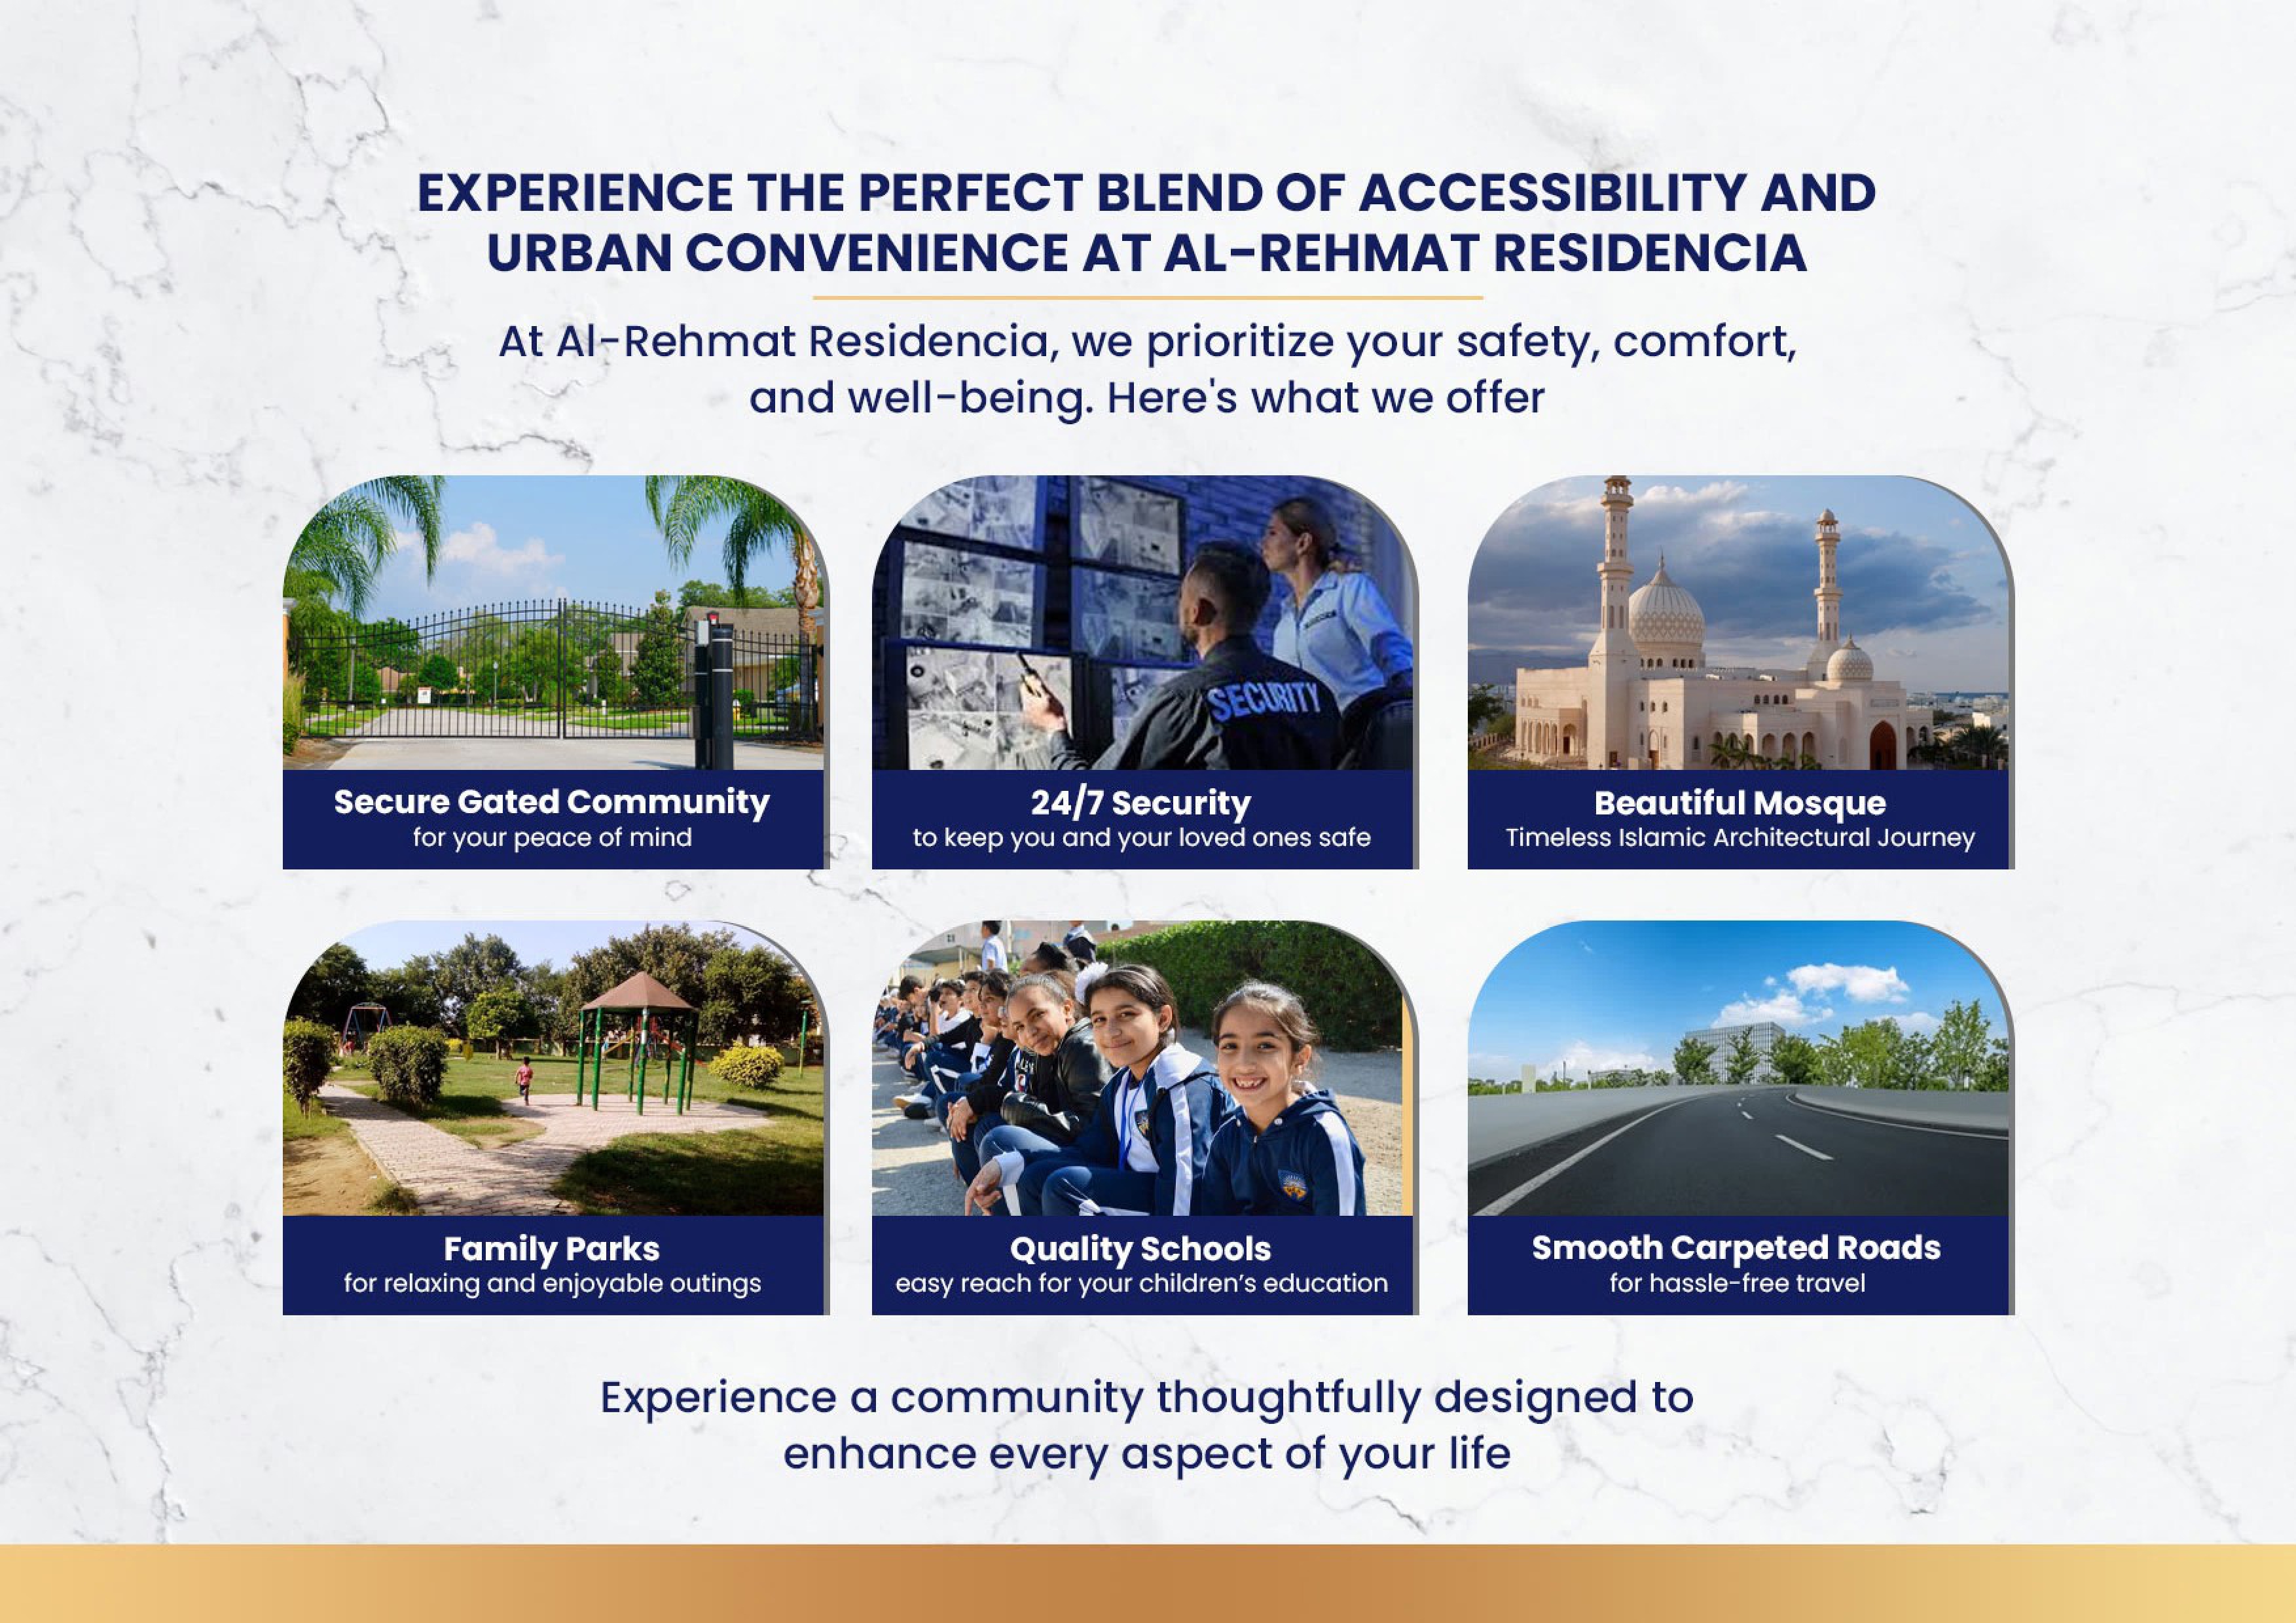 EXPERIENCE THE PERFECT BLEND OF ACCESSIBILITY AND
URBAN CONVENIENCE AT AL-REHMAT RESIDENCIA
At Al-Rehmat Residencia, we prioritize your safety, comfort,
and well-being. Here's what we offer
SECURITY
Secure Gated Community
for your peace of mind
24/7 Security
to keep you and your loved ones safe
Beautiful Mosque
Timeless Islamic Architectural Journey
Family Parks
for relaxing and enjoyable outings
Quality Schools
easy reach for your children’s education
Smooth Carpeted Roads
for hassle-free travel
Experience a community thoughtfully designed to
enhance every aspect of your life